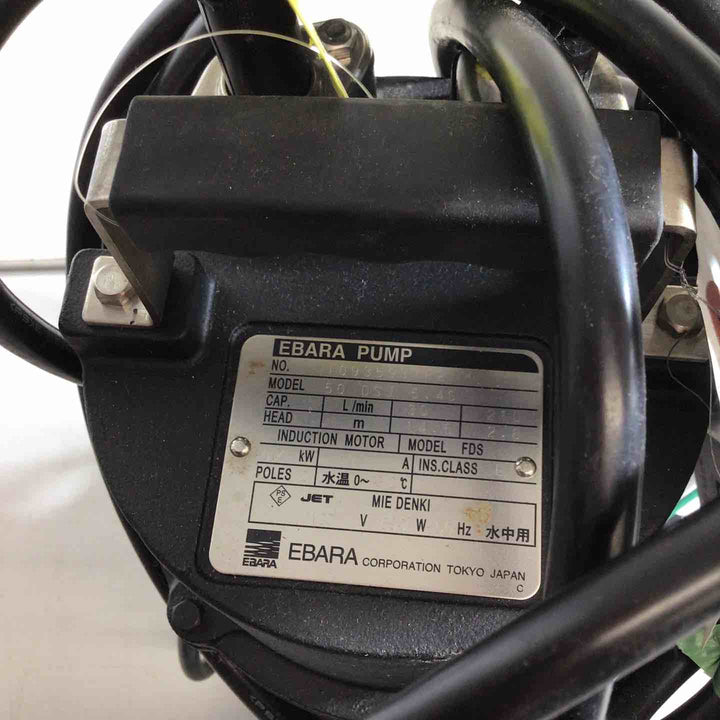 EBARA PUMP
NO.
MODEL
CAP. L/min
HEAD m
INDUCTION MOTOR MODEL FDS
kW A INS.CLASS E
POLES 水温 0~ ℃
PS E JET MIE DENKI
V W Hz 水中用
EBARA EBARA CORPORATION TOKYO JAPAN
C